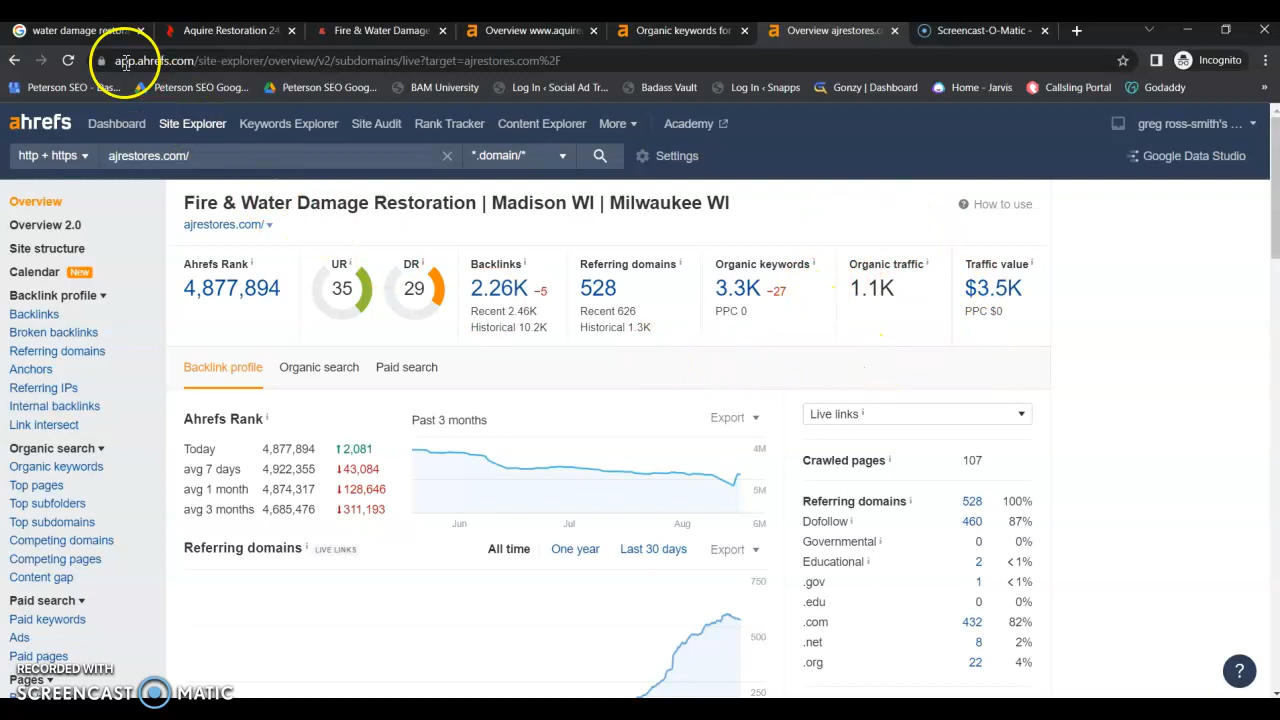 water damage resto
Aquire Restoration 24
Fire & Water Damage
Overview www.aquire
Organic keywords for
Overview ajrestores.c
Screencast-O-Matic -
app.ahrefs.com/site-explorer/overview/v2/subdomains/live?target=ajrestores.com%2F
Incognito
Peterson SEO - Das...
Peterson SEO Goog...
Peterson SEO Goog...
BAM University
Log In ‹ Social Ad Tr...
Badass Vault
Log In ‹ Snapps
Gonzy | Dashboard
Home - Jarvis
Callsling Portal
Godaddy
»
ahrefs
Dashboard
Site Explorer
Keywords Explorer
Site Audit
Rank Tracker
Content Explorer
More
Academy
greg ross-smith's ...
http + https
ajrestores.com/
*.domain/*
Settings
Google Data Studio
Overview
Overview 2.0
Site structure
Calendar New
Backlink profile
Backlinks
Broken backlinks
Referring domains
Anchors
Referring IPs
Internal backlinks
Link intersect
Organic search
Organic keywords
Top pages
Top subfolders
Top subdomains
Competing domains
Competing pages
Content gap
Paid search
Paid keywords
Ads
Paid pages
Pages
Fire & Water Damage Restoration | Madison WI | Milwaukee WI
How to use
ajrestores.com/
Ahrefs Rank
4,877,894
UR
35
DR
29
Backlinks
2.26K -5
Recent 2.46K
Historical 10.2K
Referring domains
528
Recent 626
Historical 1.3K
Organic keywords
3.3K -27
PPC 0
Organic traffic
1.1K
Traffic value
$3.5K
PPC $0
Backlink profile
Organic search
Paid search
Ahrefs Rank
Past 3 months
Export
Today 4,877,894 ↑2,081
avg 7 days 4,922,355 ↓43,084
avg 1 month 4,874,317 ↓128,646
avg 3 months 4,685,476 ↓311,193
4M
5M
6M
Jun
Jul
Aug
Referring domains LIVE LINKS
All time
One year
Last 30 days
Export
750
500
250
Live links
Crawled pages 107
Referring domains 528 100%
Dofollow 460 87%
Governmental 0 0%
Educational 2 <1%
.gov 1 <1%
.edu 0 0%
.com 432 82%
.net 8 2%
.org 22 4%
?
RECORDED WITH
SCREENCAST MATIC